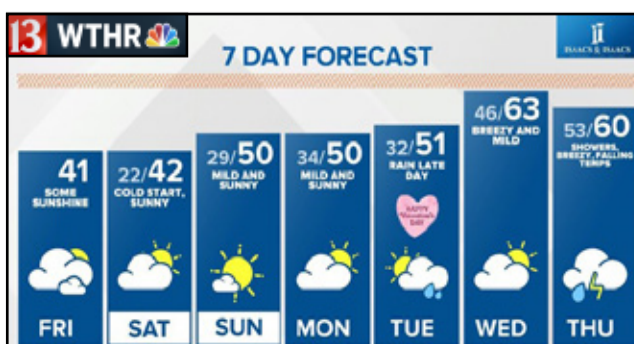 13 WTHR
7 DAY FORECAST
ISAACS & ISAACS
41
SOME
SUNSHINE
FRI
22/42
COLD START,
SUNNY
SAT
29/50
MILD AND
SUNNY
SUN
34/50
MILD AND
SUNNY
MON
32/51
RAIN LATE
DAY
HAPPY
Valentine's
DAY
TUE
46/63
BREEZY AND
MILD
WED
53/60
SHOWERS,
BREEZY, FALLING
TEMPS
THU